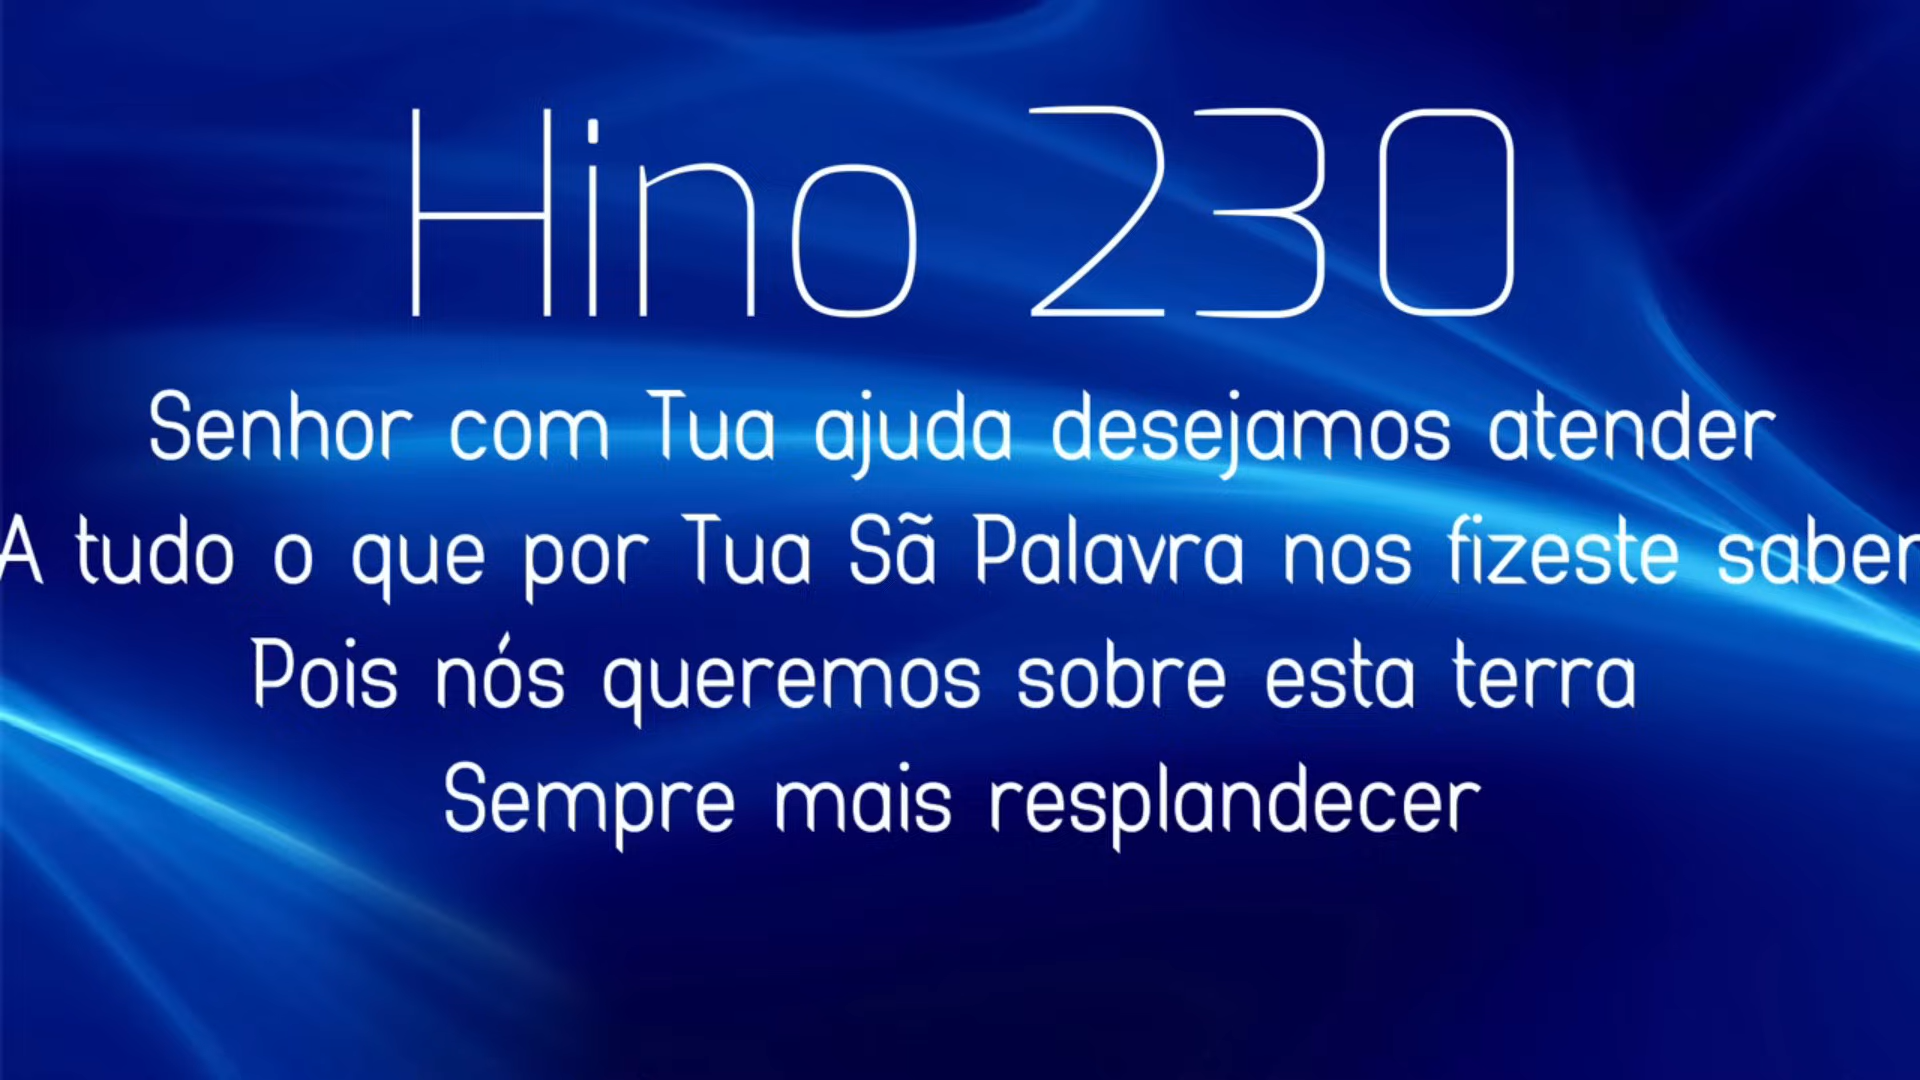 Hino 230
Senhor com Tua ajuda desejamos atender
A tudo o que por Tua Sã Palavra nos fizeste saber
Pois nós queremos sobre esta terra
Sempre mais resplandecer